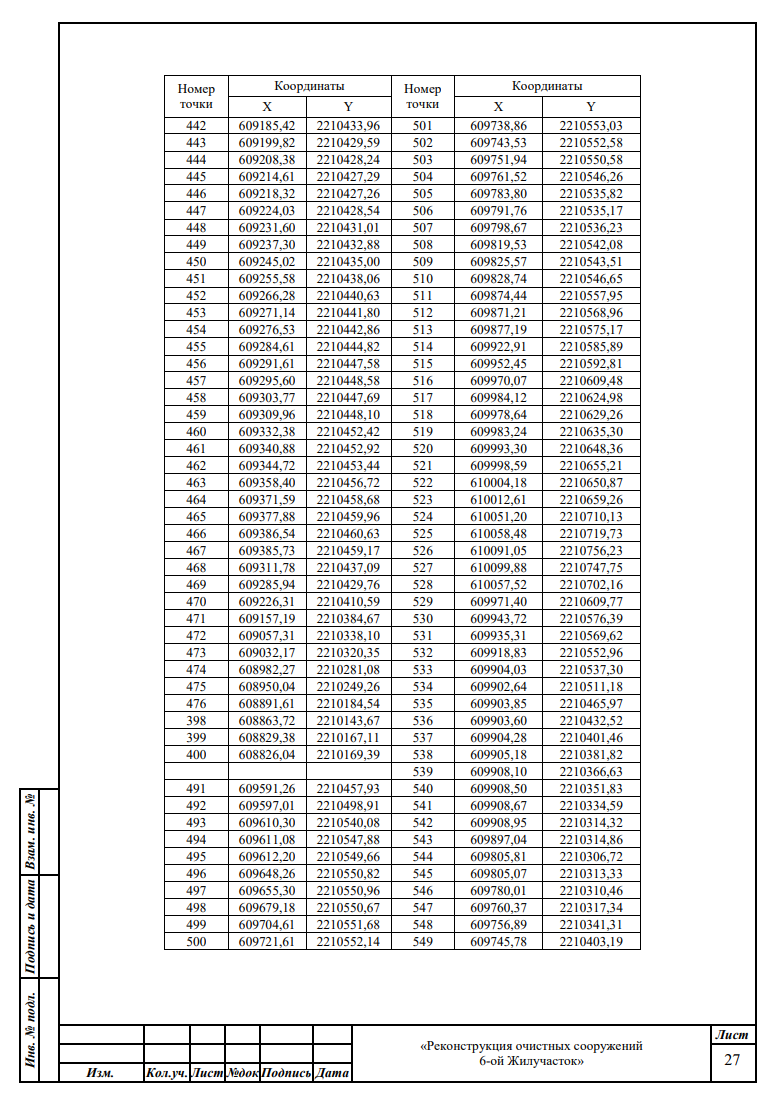 Номер точки Координаты Номер точки Координаты
X Y X Y
442 609185,42 2210433,96 501 609738,86 2210553,03
443 609199,82 2210429,59 502 609743,53 2210552,58
444 609208,38 2210428,24 503 609751,94 2210550,58
445 609214,61 2210427,29 504 609761,52 2210546,26
446 609218,32 2210427,26 505 609783,80 2210535,82
447 609224,03 2210428,54 506 609791,76 2210535,17
448 609231,60 2210431,01 507 609798,67 2210536,23
449 609237,30 2210432,88 508 609819,53 2210542,08
450 609245,02 2210435,00 509 609825,57 2210543,51
451 609255,58 2210438,06 510 609828,74 2210546,65
452 609266,28 2210440,63 511 609874,44 2210557,95
453 609271,14 2210441,80 512 609871,21 2210568,96
454 609276,53 2210442,86 513 609877,19 2210575,17
455 609284,61 2210444,82 514 609922,91 2210585,89
456 609291,61 2210447,58 515 609952,45 2210592,81
457 609295,60 2210448,58 516 609970,07 2210609,48
458 609303,77 2210447,69 517 609984,12 2210624,98
459 609309,96 2210448,10 518 609978,64 2210629,26
460 609332,38 2210452,42 519 609983,24 2210635,30
461 609340,88 2210452,92 520 609993,30 2210648,36
462 609344,72 2210453,44 521 609998,59 2210655,21
463 609358,40 2210456,72 522 610004,18 2210650,87
464 609371,59 2210458,68 523 610012,61 2210659,26
465 609377,88 2210459,96 524 610051,20 2210710,13
466 609386,54 2210460,63 525 610058,48 2210719,73
467 609385,73 2210459,17 526 610091,05 2210756,23
468 609311,78 2210437,09 527 610099,88 2210747,75
469 609285,94 2210429,76 528 610057,52 2210702,16
470 609226,31 2210410,59 529 609971,40 2210609,77
471 609157,19 2210384,67 530 609943,72 2210576,39
472 609057,31 2210338,10 531 609935,31 2210569,62
473 609032,17 2210320,35 532 609918,83 2210552,96
474 608982,27 2210281,08 533 609904,03 2210537,30
475 608950,04 2210249,26 534 609902,64 2210511,18
476 608891,61 2210184,54 535 609903,85 2210465,97
398 608863,72 2210143,67 536 609903,60 2210432,52
399 608829,38 2210167,11 537 609904,28 2210401,46
400 608826,04 2210169,39 538 609905,18 2210381,82
539 609908,10 2210366,63
491 609591,26 2210457,93 540 609908,50 2210351,83
492 609597,01 2210498,91 541 609908,67 2210334,59
493 609610,30 2210540,08 542 609908,95 2210314,32
494 609611,08 2210547,88 543 609897,04 2210314,86
495 609612,20 2210549,66 544 609805,81 2210306,72
496 609648,26 2210550,82 545 609805,07 2210313,33
497 609655,30 2210550,96 546 609780,01 2210310,46
498 609679,18 2210550,67 547 609760,37 2210317,34
499 609704,61 2210551,68 548 609756,89 2210341,31
500 609721,61 2210552,14 549 609745,78 2210403,19
Взам. инв. №
Подпись и дата
Инв. № подл.
Изм. Кол.уч. Лист №док Подпись Дата
«Реконструкция очистных сооружений
6-ой Жилучасток»
Лист
27